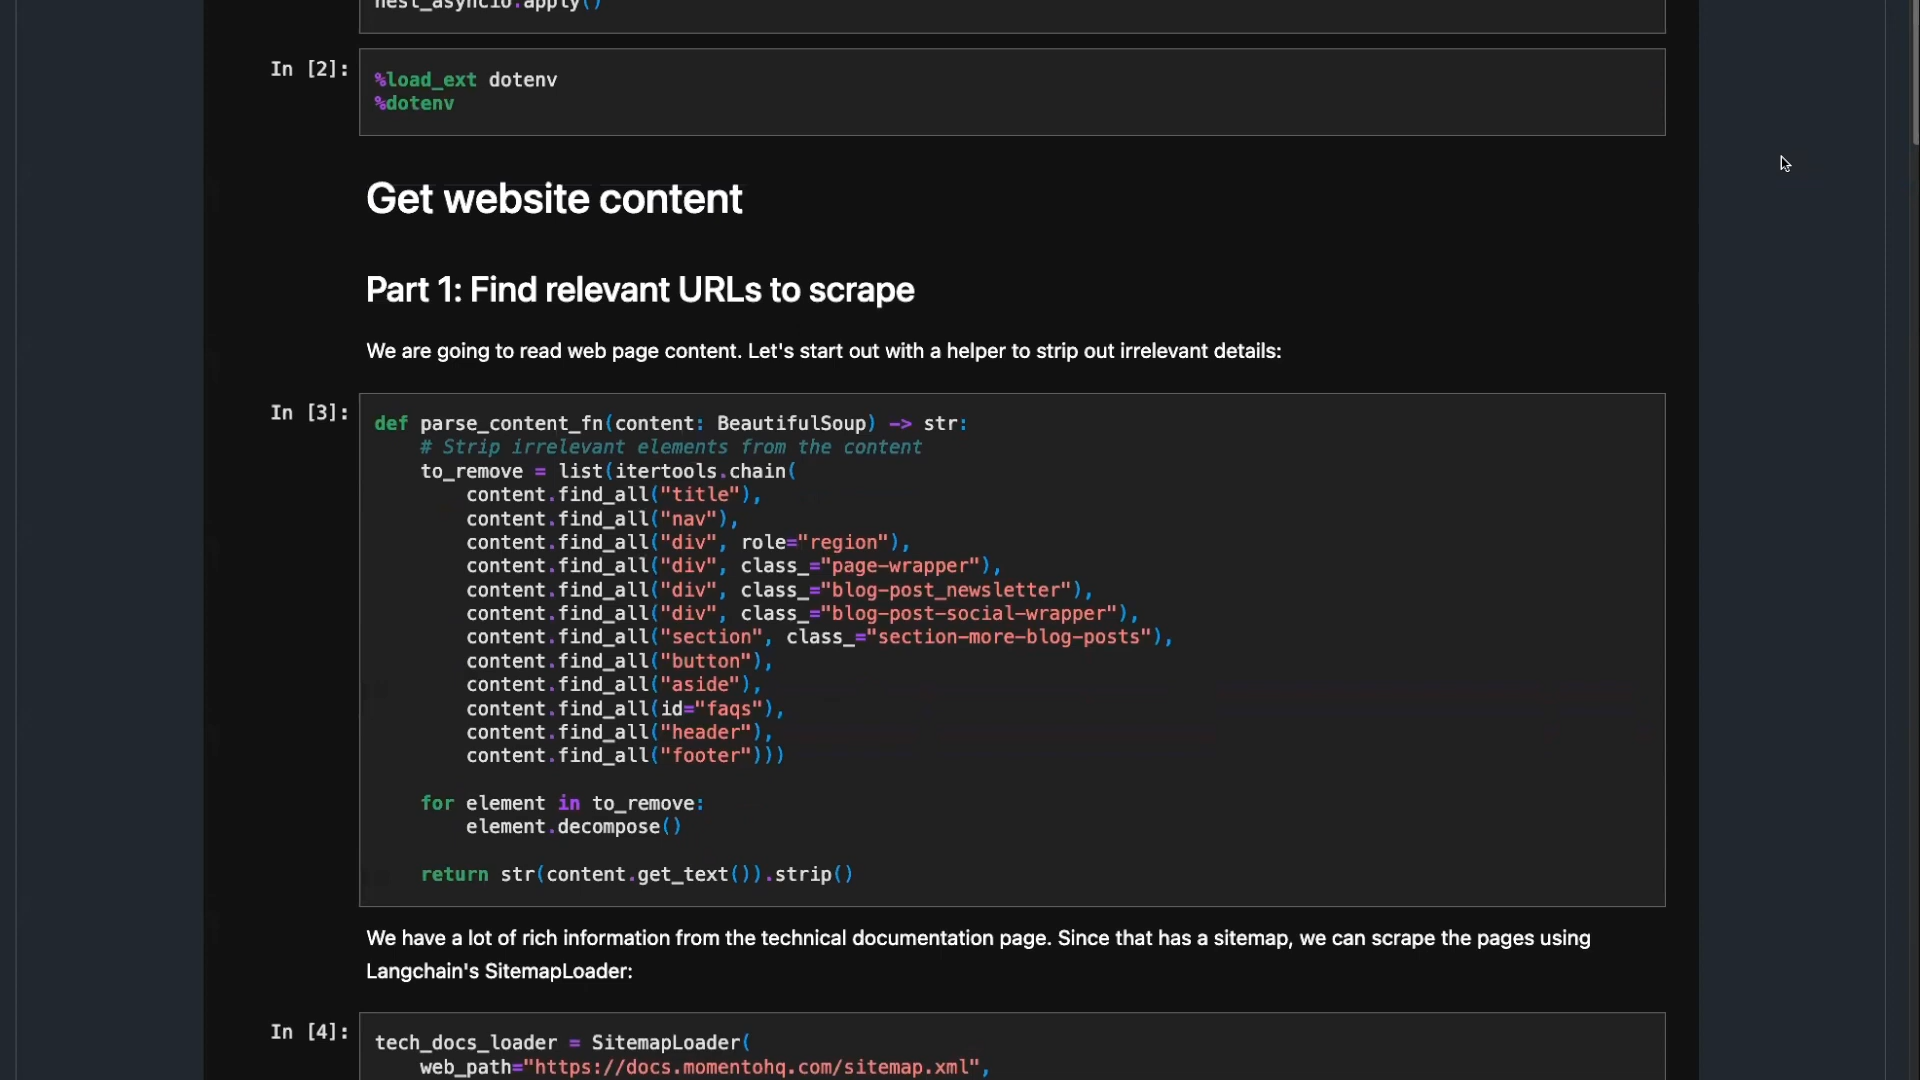 nest_asyncio.apply()
In [2]:
%load_ext dotenv
%dotenv
Get website content
Part 1: Find relevant URLs to scrape
We are going to read web page content. Let's start out with a helper to strip out irrelevant details:
In [3]:
def parse_content_fn(content: BeautifulSoup) -> str:
    # Strip irrelevant elements from the content
    to_remove = list(itertools.chain(
        content.find_all("title"),
        content.find_all("nav"),
        content.find_all("div", role="region"),
        content.find_all("div", class_="page-wrapper"),
        content.find_all("div", class_="blog-post_newsletter"),
        content.find_all("div", class_="blog-post-social-wrapper"),
        content.find_all("section", class_="section-more-blog-posts"),
        content.find_all("button"),
        content.find_all("aside"),
        content.find_all(id="faqs"),
        content.find_all("header"),
        content.find_all("footer")))
    for element in to_remove:
        element.decompose()
    return str(content.get_text()).strip()
We have a lot of rich information from the technical documentation page. Since that has a sitemap, we can scrape the pages using
Langchain's SitemapLoader:
In [4]:
tech_docs_loader = SitemapLoader(
    web_path="https://docs.momentohq.com/sitemap.xml",